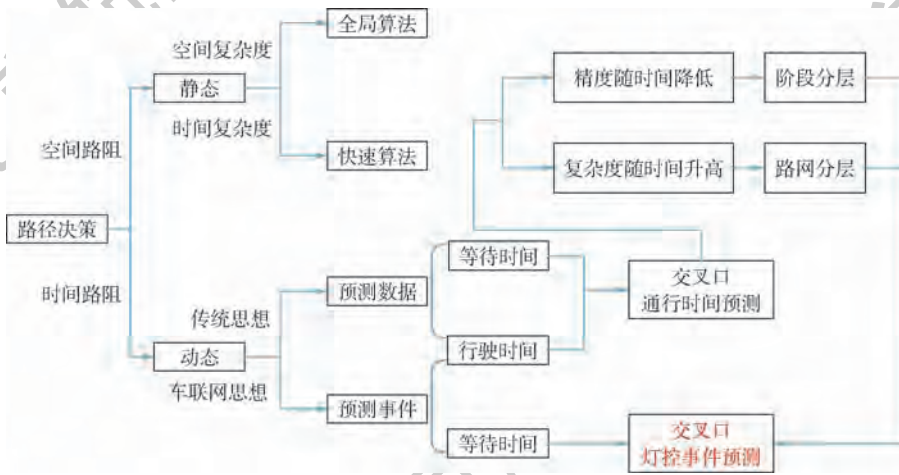 全局算法
空间复杂度
静态
时间复杂度
快速算法
空间路阻
路径决策
时间路阻
传统思想
动态
车联网思想
预测数据
预测事件
等待时间
行驶时间
等待时间
精度随时间降低
阶段分层
复杂度随时间升高
路网分层
交叉口
通行时间预测
交叉口
灯控事件预测